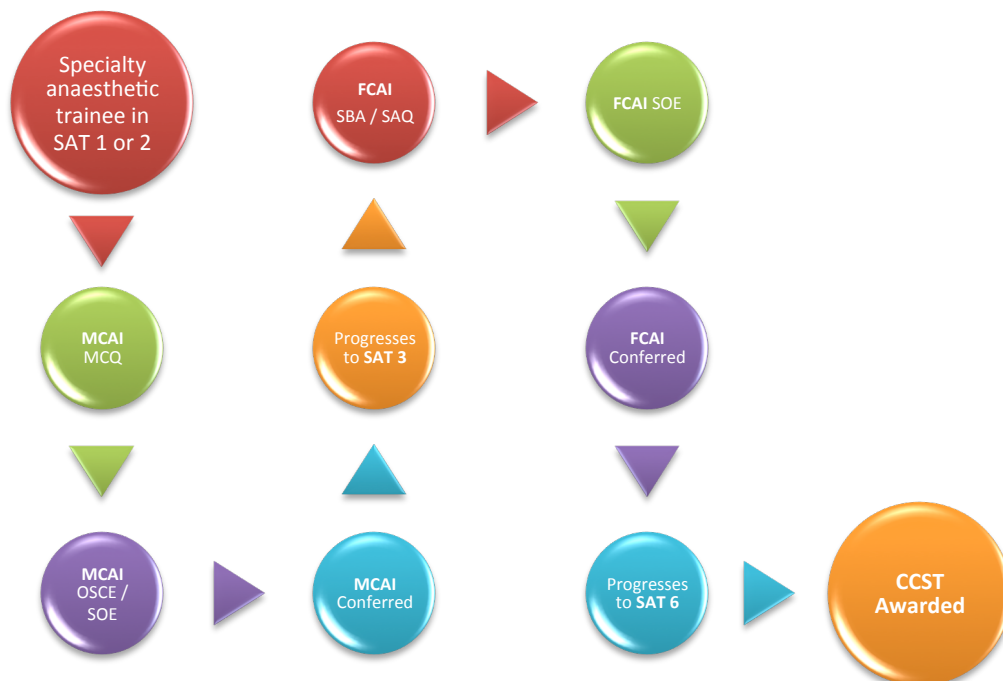 Specialty
anaesthetic
trainee in
SAT 1 or 2
MCAI
MCQ
MCAI
OSCE /
SOE
MCAI
Conferred
Progresses
to SAT 3
FCAI
SBA / SAQ
FCAI SOE
FCAI
Conferred
Progresses
to SAT 6
CCST
Awarded